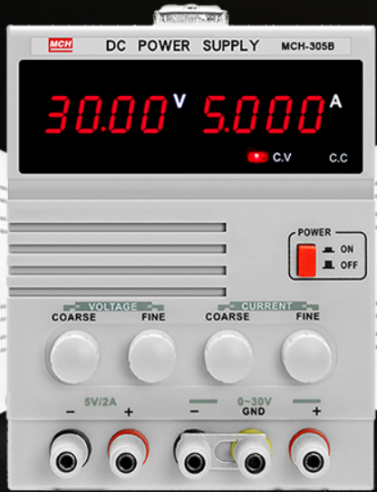 MCH DC POWER SUPPLY MCH-305B
30.00 V 5.000 A
C.V C.C
POWER
ON
OFF
VOLTAGE CURRENT
COARSE FINE COARSE FINE
5V/2A 0~30V
- + - GND +